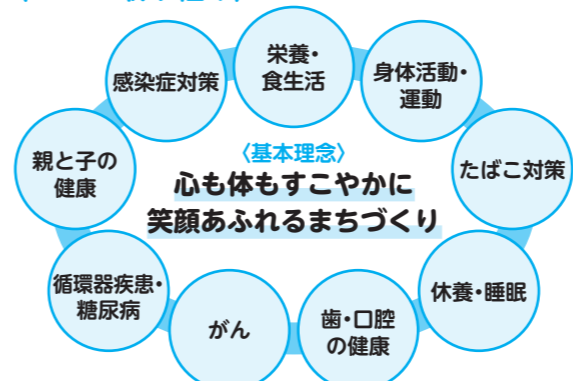 栄養・
食生活
身体活動・
運動
たばこ対策
休養・睡眠
歯・口腔
の健康
がん
循環器疾患・
糖尿病
親と子の
健康
感染症対策
〈基本理念〉
心も体もすこやかに
笑顔あふれるまちづくり